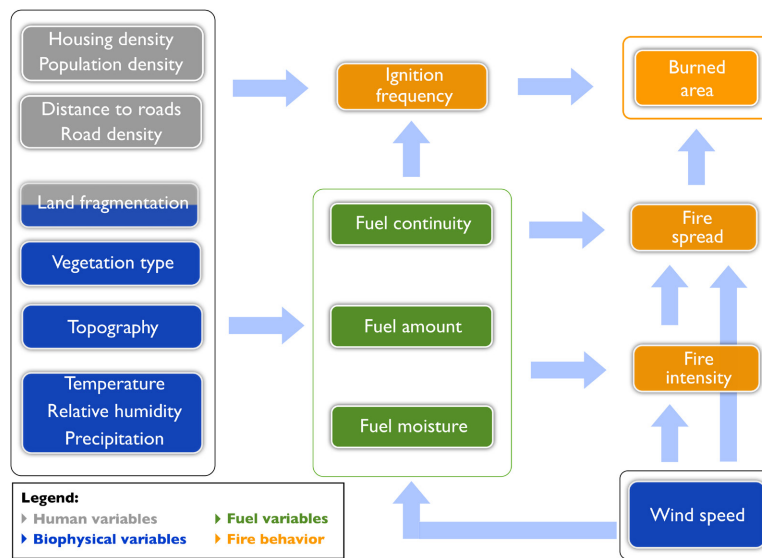 Housing density
Population density
Distance to roads
Road density
Land fragmentation
Vegetation type
Topography
Temperature
Relative humidity
Precipitation
Ignition
frequency
Burned
area
Fuel continuity
Fire
spread
Fuel amount
Fire
intensity
Fuel moisture
Wind speed
Legend:
Human variables
Fuel variables
Biophysical variables
Fire behavior